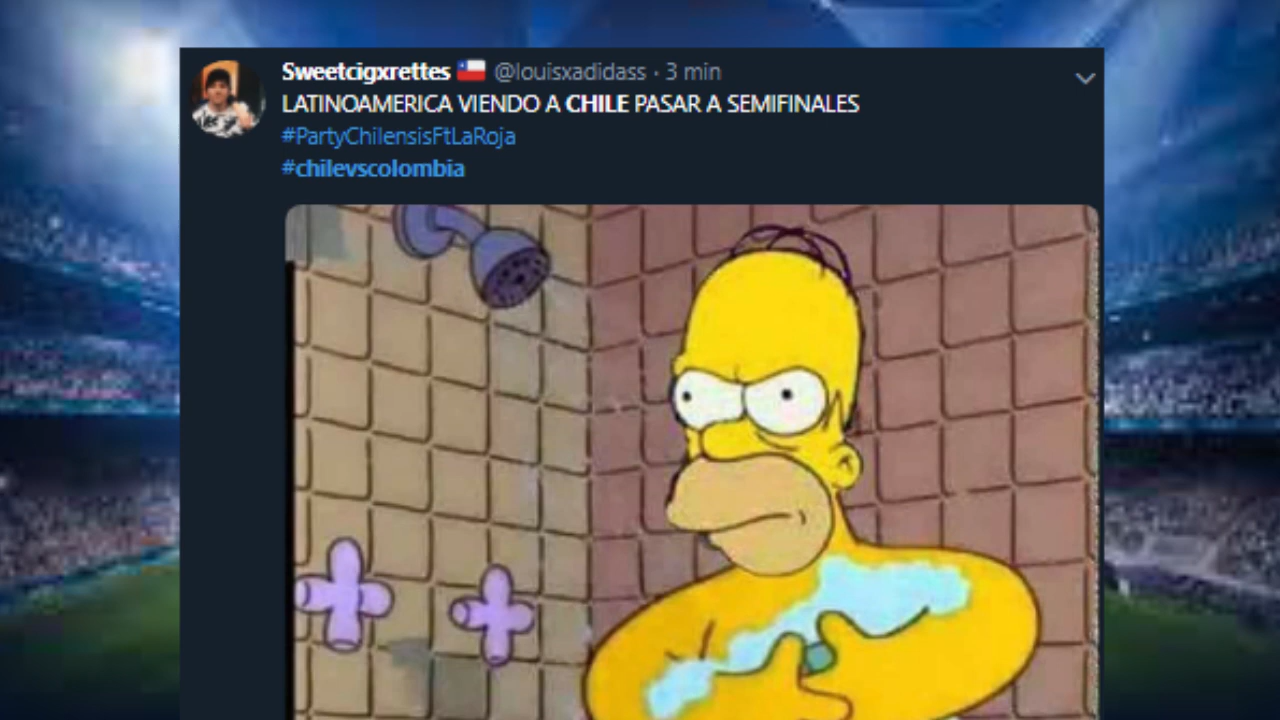 Sweetcigxrettes @louisxadidass · 3 min
LATINOAMERICA VIENDO A CHILE PASAR A SEMIFINALES
#PartyChilensisFtLaRoja
#chilevscolombia